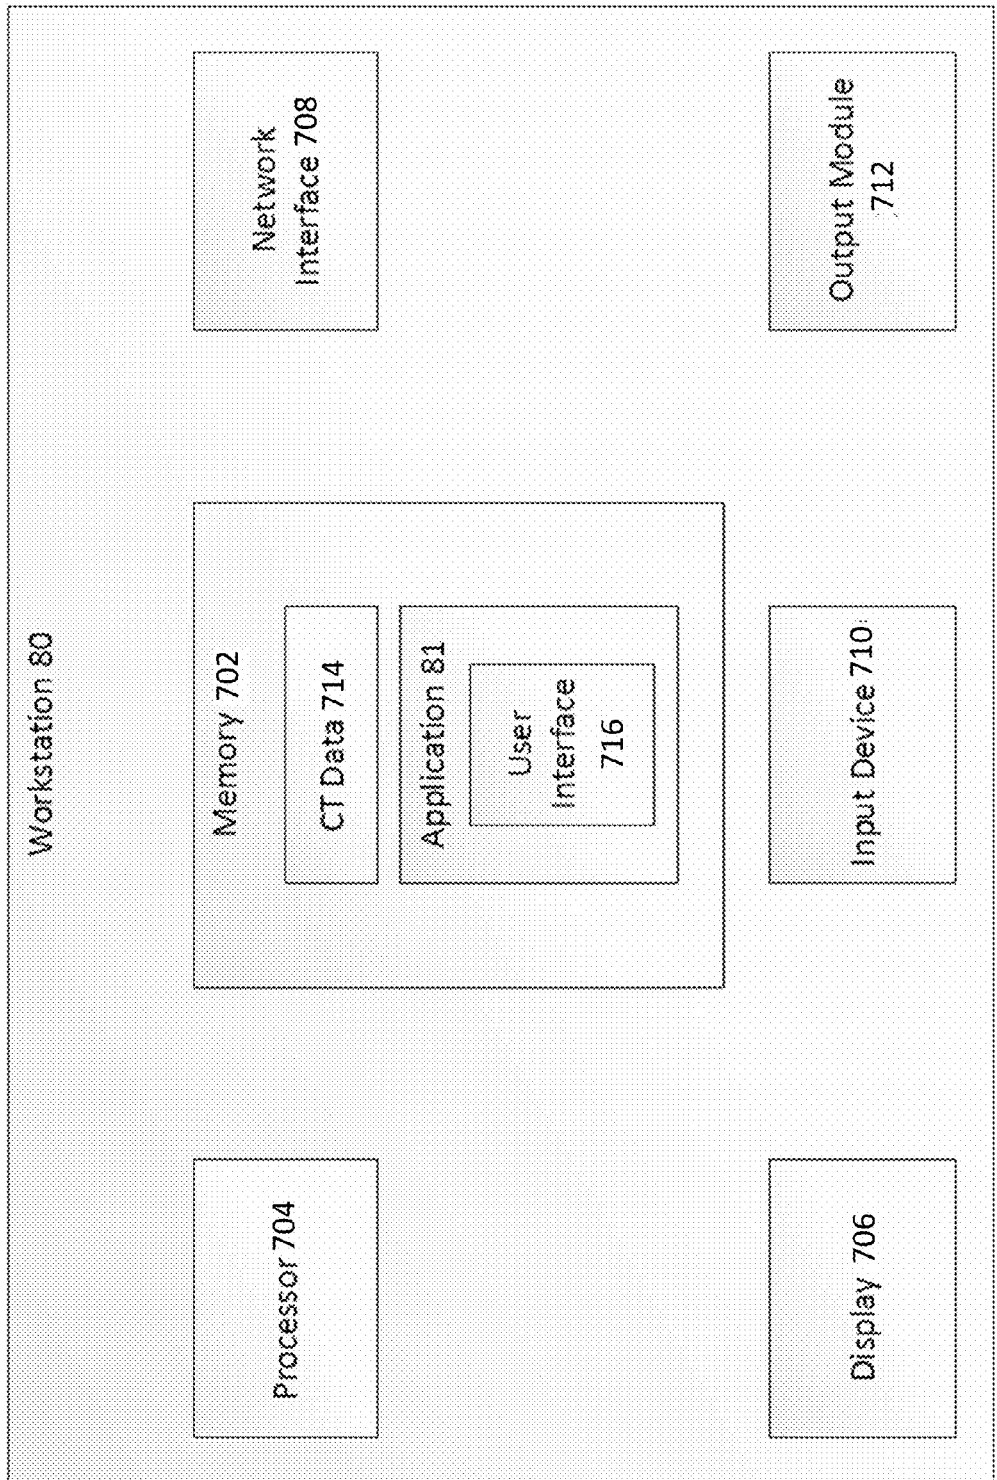 Workstation 80
Processor 704
Memory 702
CT Data 714
Application 81
User
Interface
716
Network
Interface 708
Display 706
Input Device 710
Output Module
712